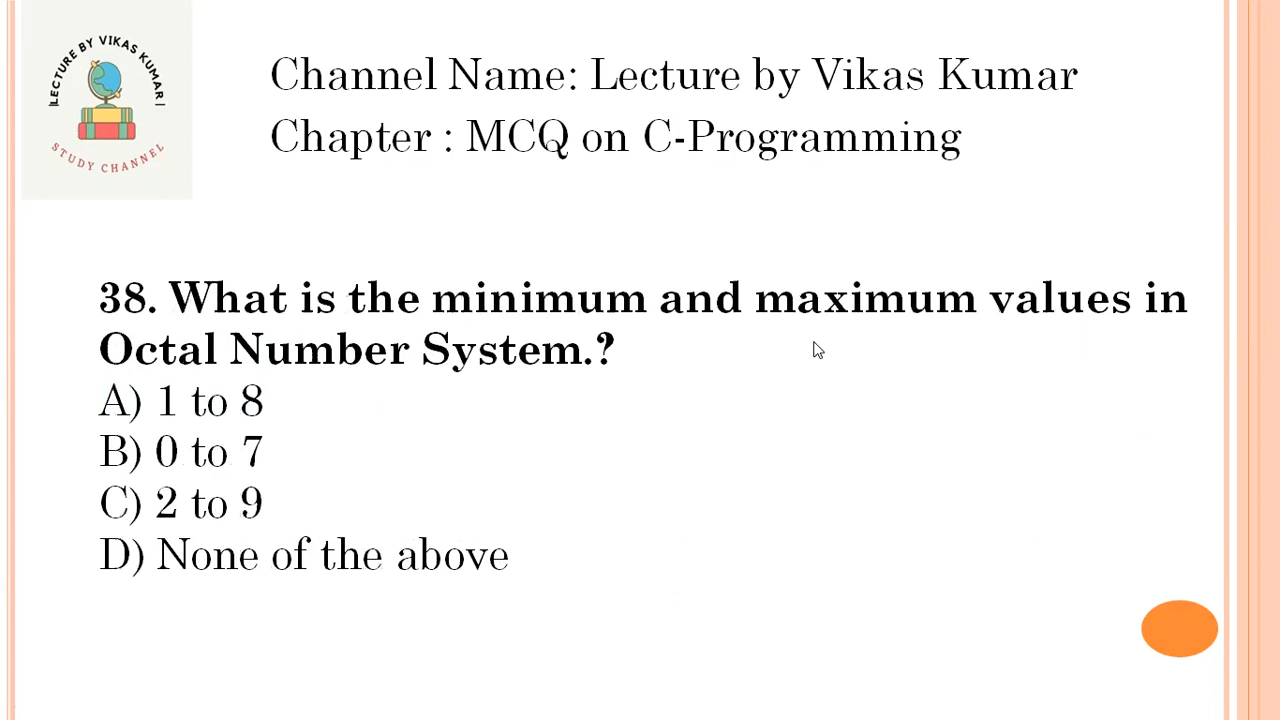 LECTURE BY VIKAS KUMAR
STUDY CHANNEL
Channel Name: Lecture by Vikas Kumar
Chapter : MCQ on C-Programming
38. What is the minimum and maximum values in
Octal Number System.?
A) 1 to 8
B) 0 to 7
C) 2 to 9
D) None of the above